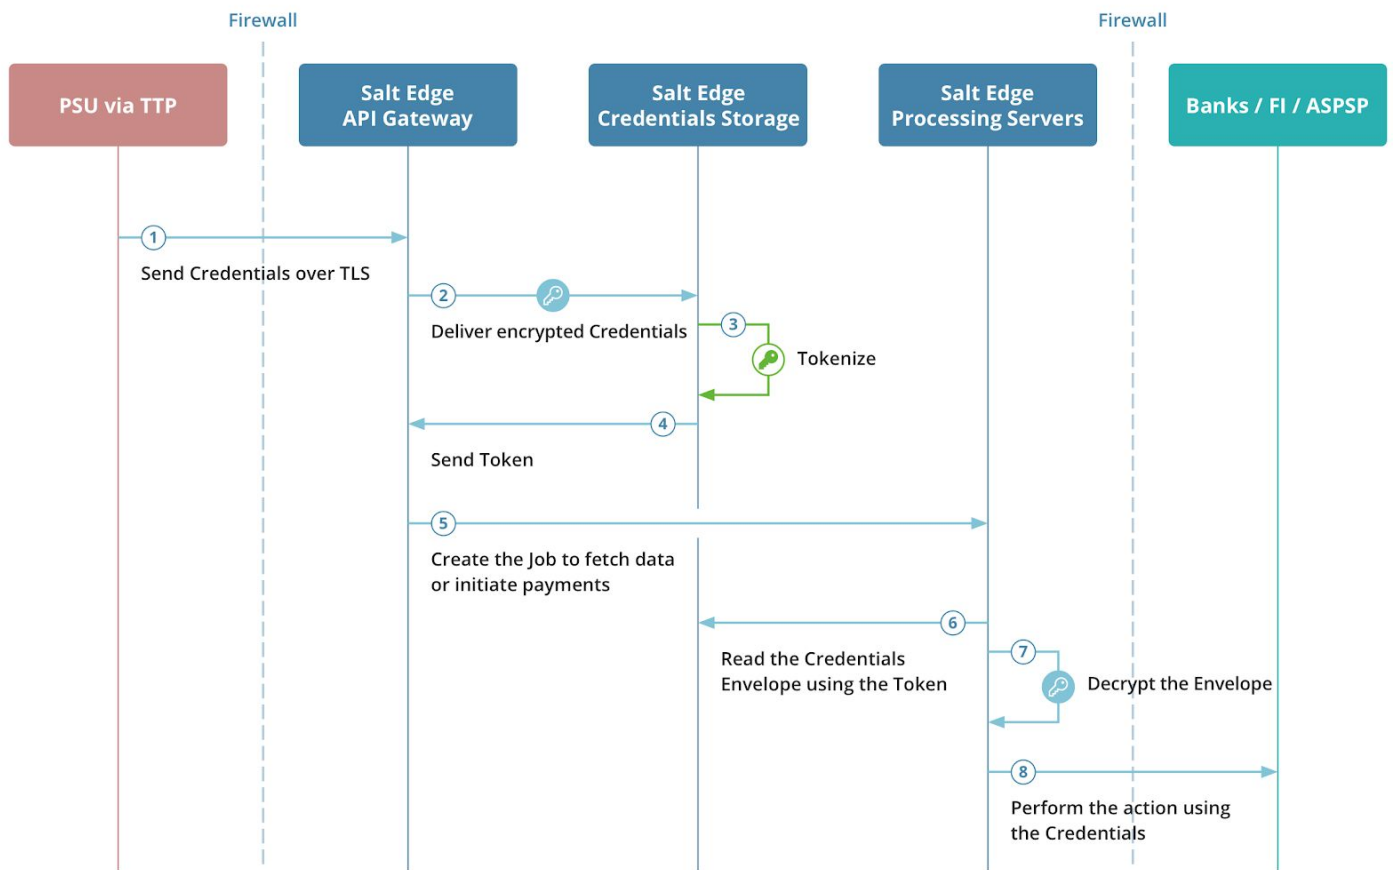 Firewall
Firewall
PSU via TTP
Salt Edge
API Gateway
Salt Edge
Credentials Storage
Salt Edge
Processing Servers
Banks / FI / ASPSP
1
Send Credentials over TLS
2
Deliver encrypted Credentials
3
Tokenize
4
Send Token
5
Create the Job to fetch data
or initiate payments
6
Read the Credentials
Envelope using the Token
7
Decrypt the Envelope
8
Perform the action using
the Credentials